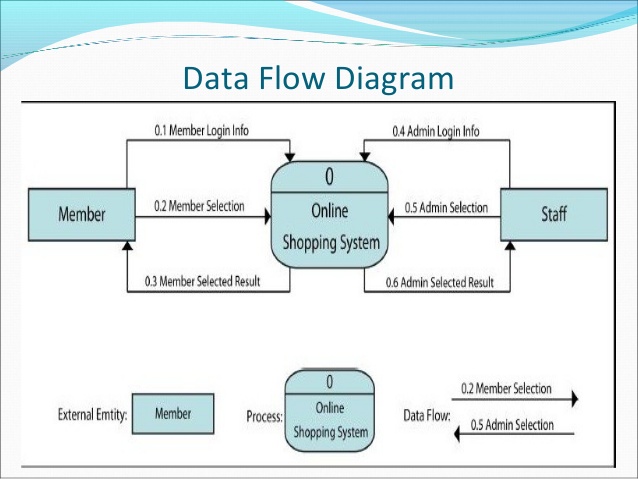 Data Flow Diagram
0.1 Member Login Info
0.4 Admin Login Info
0
Member
0.2 Member Selection
Online
Shopping System
0.5 Admin Selection
Staff
0.3 Member Selected Result
0.6 Admin Selected Result
External Emtity:
Member
Process:
0
Online
Shopping System
Data Flow:
0.2 Member Selection
0.5 Admin Selection